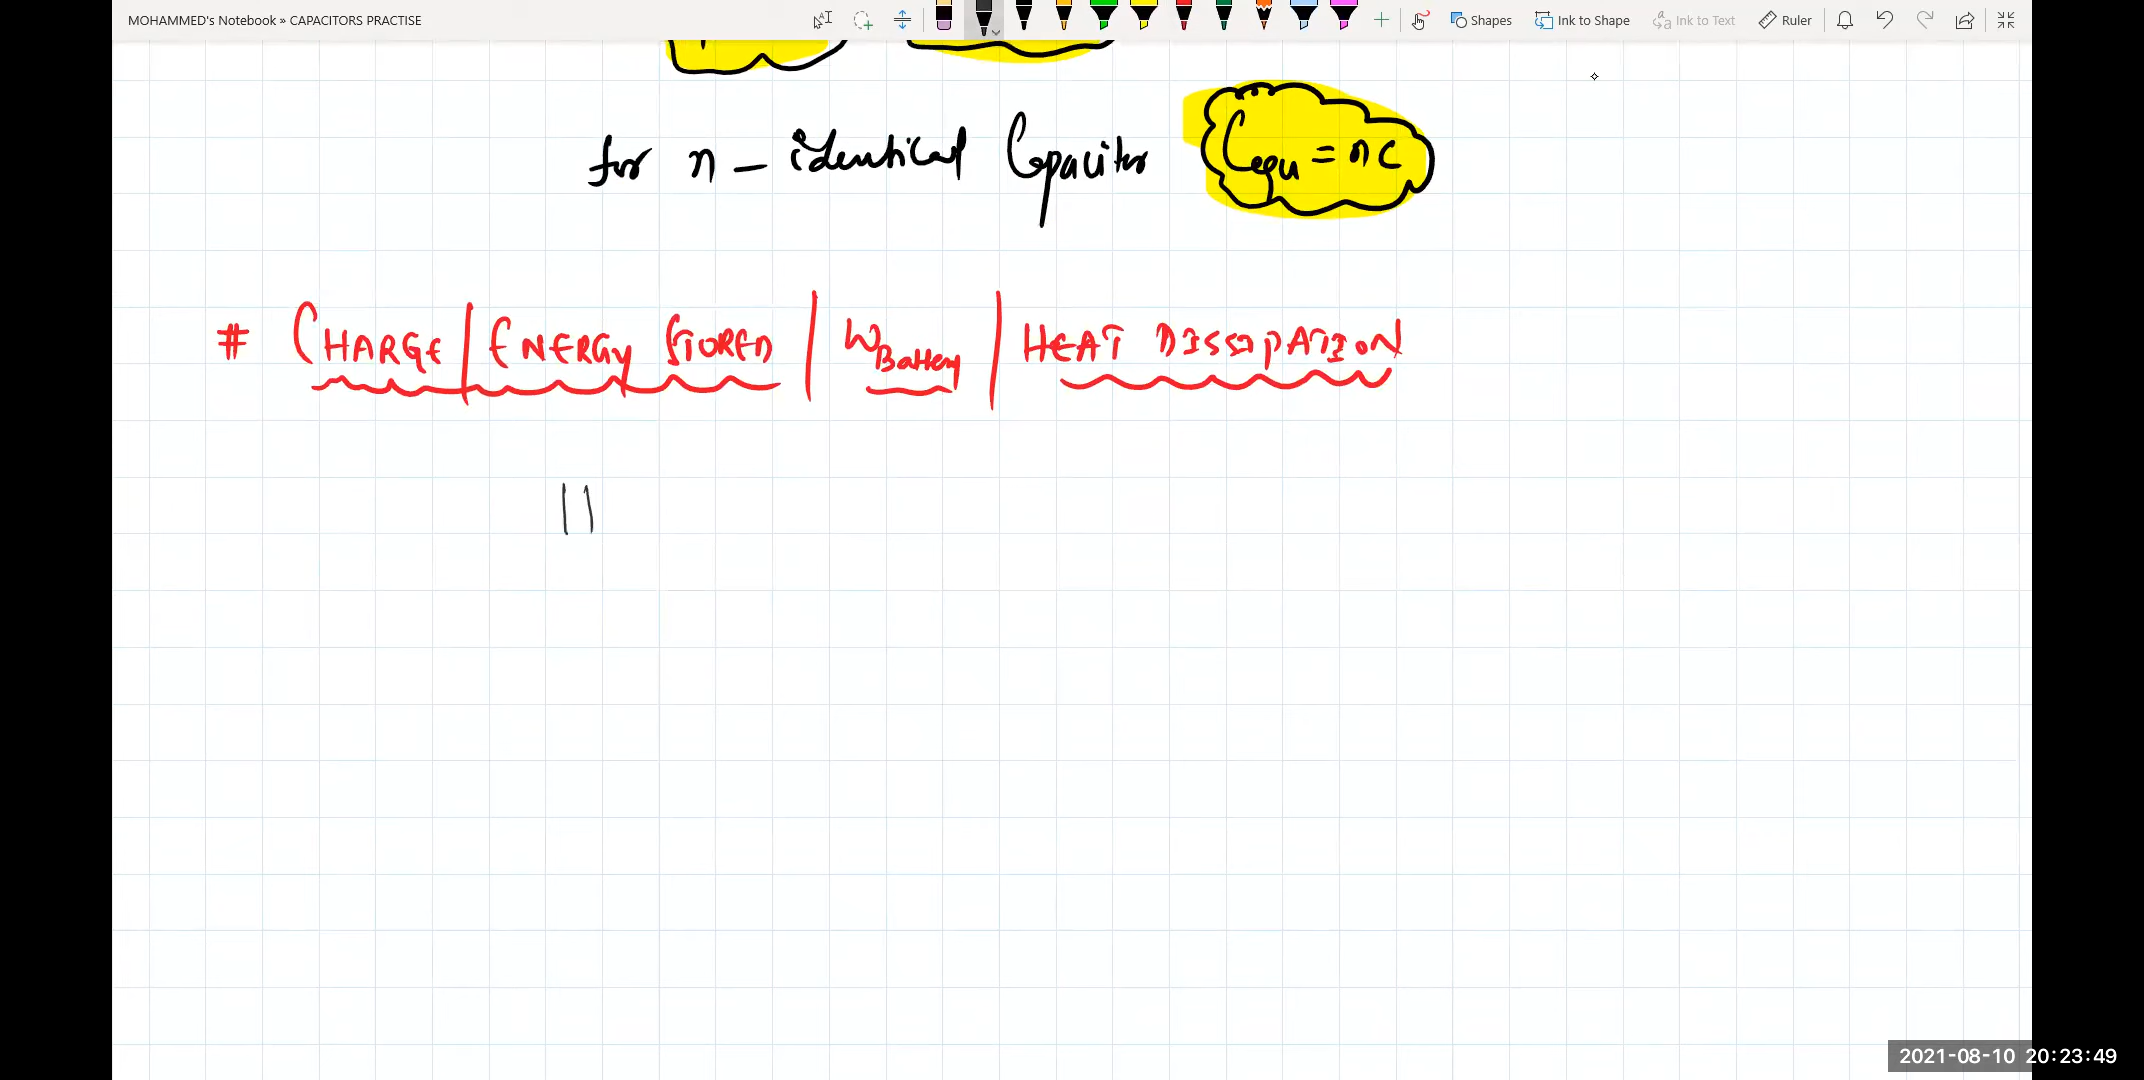 MOHAMMED's Notebook » CAPACITORS PRACTISE
Shapes Ink to Shape Ink to Text Ruler
for n - identical Capacitor Cequ = nc
# CHARGE | ENERGY STORED | WBattery | HEAT DISSIPATION
2021-08-10 20:23:49